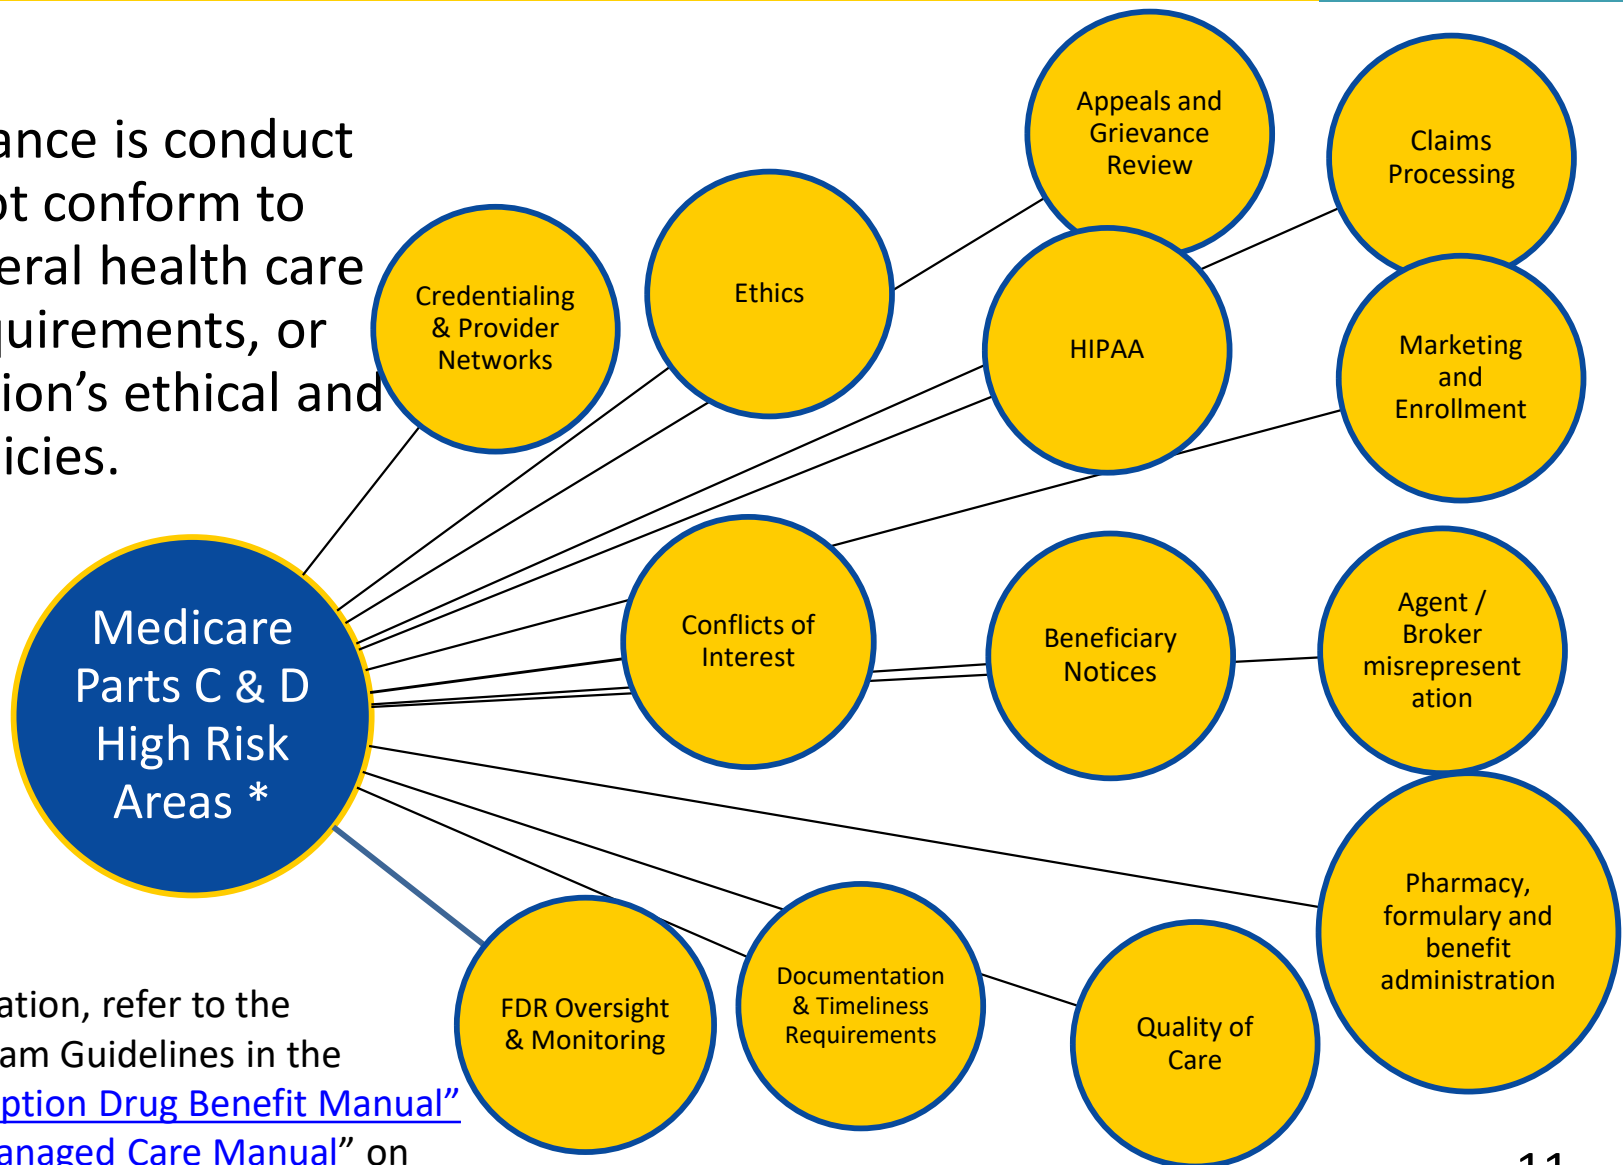 ance is conduct
ot conform to
eral health care
quirements, or
tion’s ethical and
icies.
Appeals and
Grievance
Review
Claims
Processing
Credentialing
& Provider
Networks
Ethics
HIPAA
Marketing
and
Enrollment
Medicare
Parts C & D
High Risk
Areas *
Conflicts of
Interest
Beneficiary
Notices
Agent /
Broker
misrepresent
ation
Pharmacy,
formulary and
benefit
administration
FDR Oversight
& Monitoring
Documentation
& Timeliness
Requirements
Quality of
Care
ation, refer to the
am Guidelines in the
ption Drug Benefit Manual”
anaged Care Manual” on
11